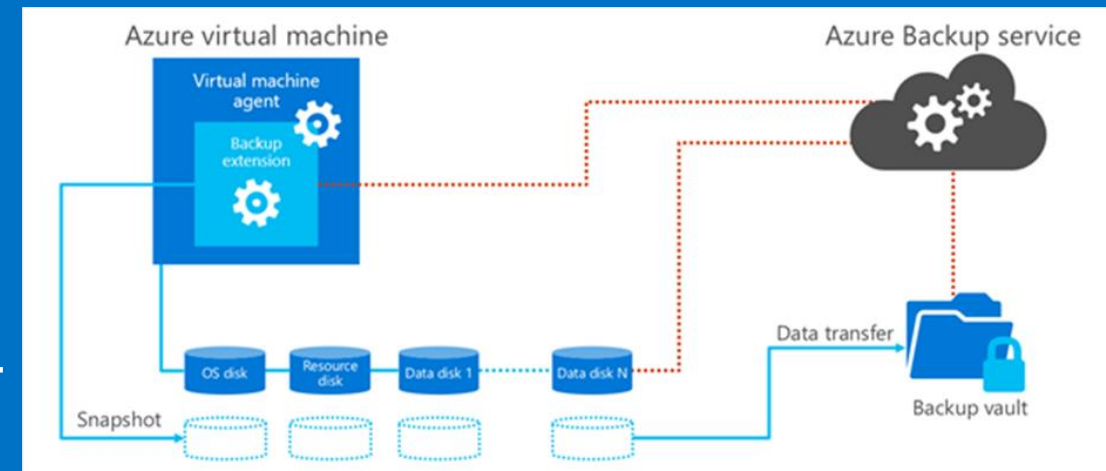 Azure virtual machine
Azure Backup service
Virtual machine
agent
Backup
extension
OS disk
Resource
disk
Data disk 1
Data disk N
Data transfer
Backup vault
Snapshot